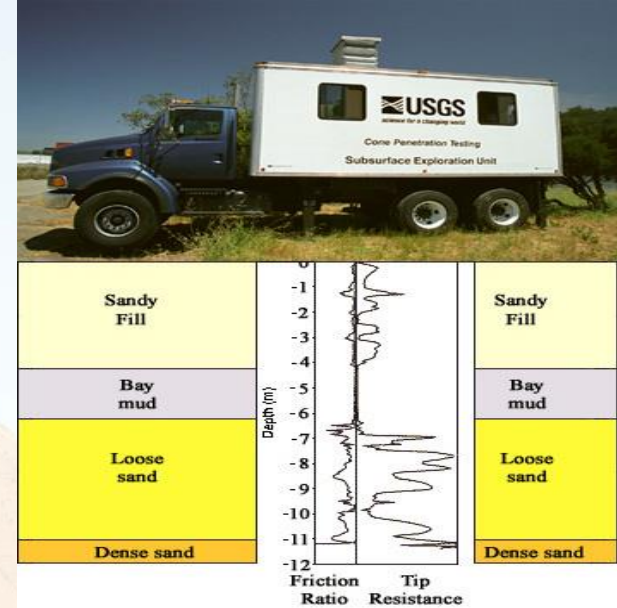 USGS
science for a changing world
Cone Penetration Testing
Subsurface Exploration Unit
Sandy
Fill
Bay
mud
Loose
sand
Dense sand
Depth (m)
0
-1
-2
-3
-4
-5
-6
-7
-8
-9
-10
-11
-12
Friction
Ratio
Tip
Resistance
Sandy
Fill
Bay
mud
Loose
sand
Dense sand